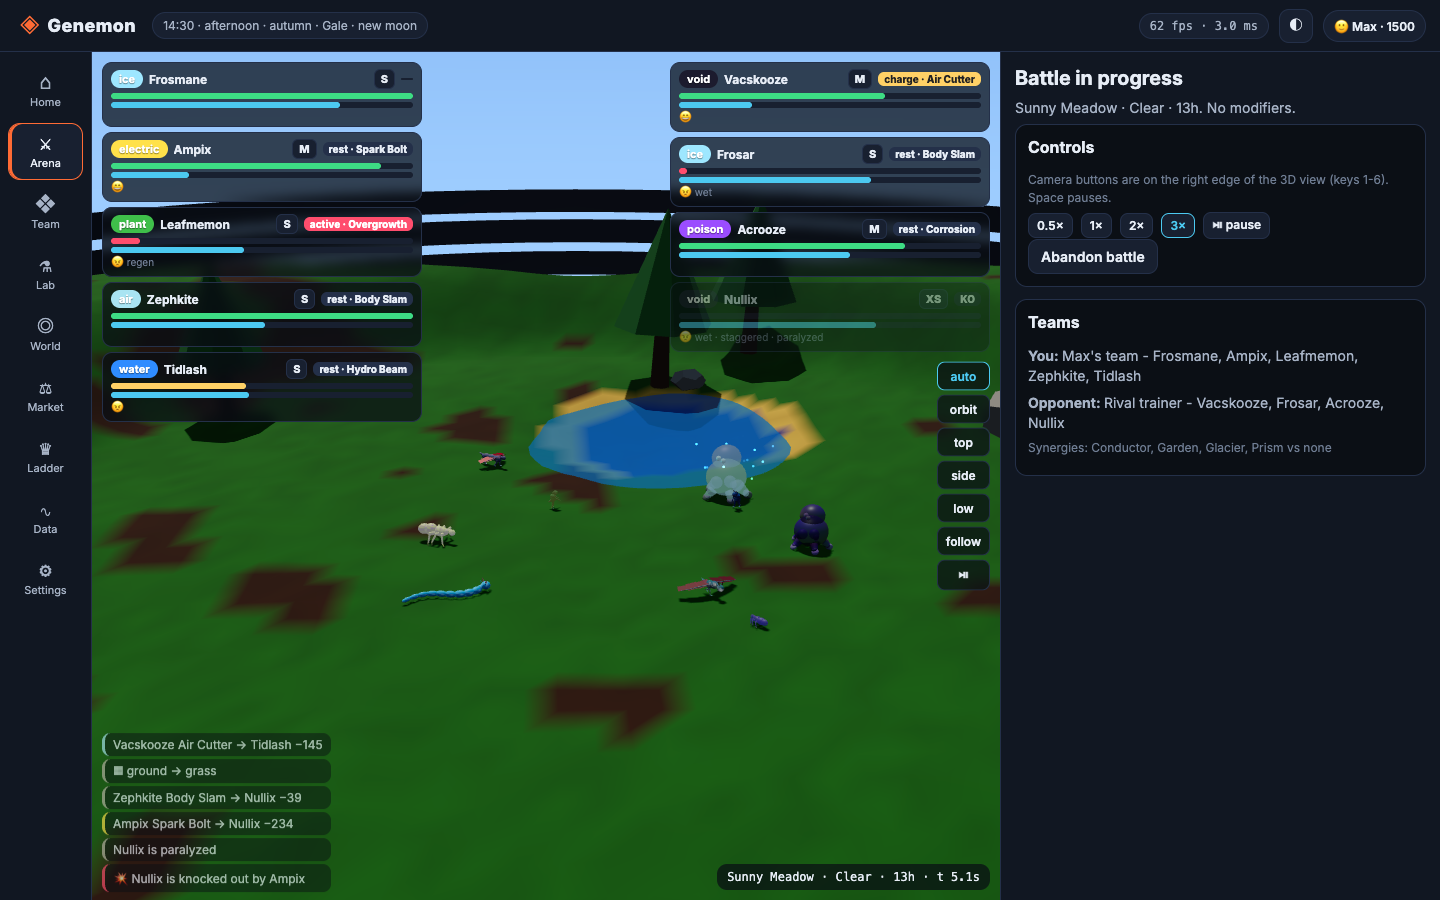 Genemon
14:30 · afternoon · autumn · Gale · new moon
62 fps · 3.0 ms
Max · 1500
Home
Arena
Team
Lab
World
Market
Ladder
Data
Settings
ice Frosmane S —
electric Ampix M rest · Spark Bolt
plant Leafmemon S active · Overgrowth
regen
air Zephkite S rest · Body Slam
water Tidlash S rest · Hydro Beam
void Vacskooze M charge · Air Cutter
ice Frosar S rest · Body Slam
wet
poison Acrooze M rest · Corrosion
void Nullix XS KO
wet · staggered · paralyzed
auto
orbit
top
side
low
follow
Vacskooze Air Cutter → Tidlash −145
ground → grass
Zephkite Body Slam → Nullix −39
Ampix Spark Bolt → Nullix −234
Nullix is paralyzed
Nullix is knocked out by Ampix
Sunny Meadow · Clear · 13h · t 5.1s
Battle in progress
Sunny Meadow · Clear · 13h. No modifiers.
Controls
Camera buttons are on the right edge of the 3D view (keys 1-6).
Space pauses.
0.5× 1× 2× 3× pause
Abandon battle
Teams
You: Max's team - Frosmane, Ampix, Leafmemon,
Zephkite, Tidlash
Opponent: Rival trainer - Vacskooze, Frosar, Acrooze,
Nullix
Synergies: Conductor, Garden, Glacier, Prism vs none